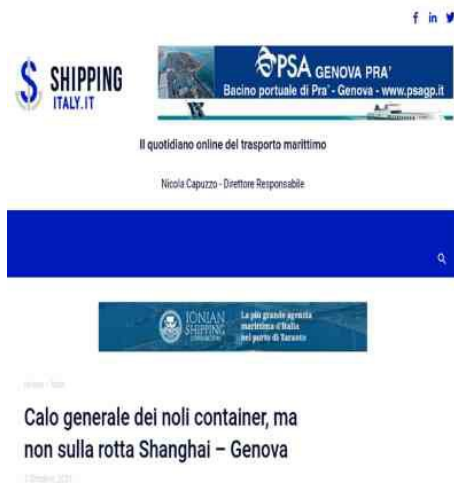 SHIPPING
ITALY.IT
PSA GENOVA PRA'
Bacino portuale di Pra' - Genova - www.psagp.it
Il quotidiano online del trasporto marittimo
Nicola Capuzzo - Direttore Responsabile
IONIAN
SHIPPING
La più grande agenzia
marittima d'Italia
nel porto di Taranto
Calo generale dei noli container, ma
non sulla rotta Shanghai – Genova